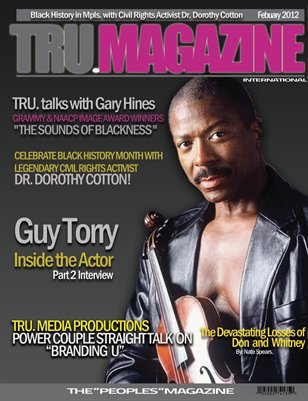 Black History in Mpls, with Civil Rights Activist Dr. Dorothy Cotton
Febuary 2012
TRU.MAGAZINE
INTERNATIONAL
TRU. talks with Gary Hines
GRAMMY & NAACP IMAGE AWARD WINNERS
"THE SOUNDS OF BLACKNESS"
CELEBRATE BLACK HISTORY MONTH WITH
LEGENDARY CIVIL RIGHTS ACTIVIST
DR. DOROTHY COTTON!
Guy Torry
Inside the Actor
Part 2 Interview
TRU. MEDIA PRODUCTIONS
POWER COUPLE STRAIGHT TALK ON
"BRANDING U"
The Devastating Losses of
Don and Whitney
By: Nate Spears.
THE "PEOPLES" MAGAZINE